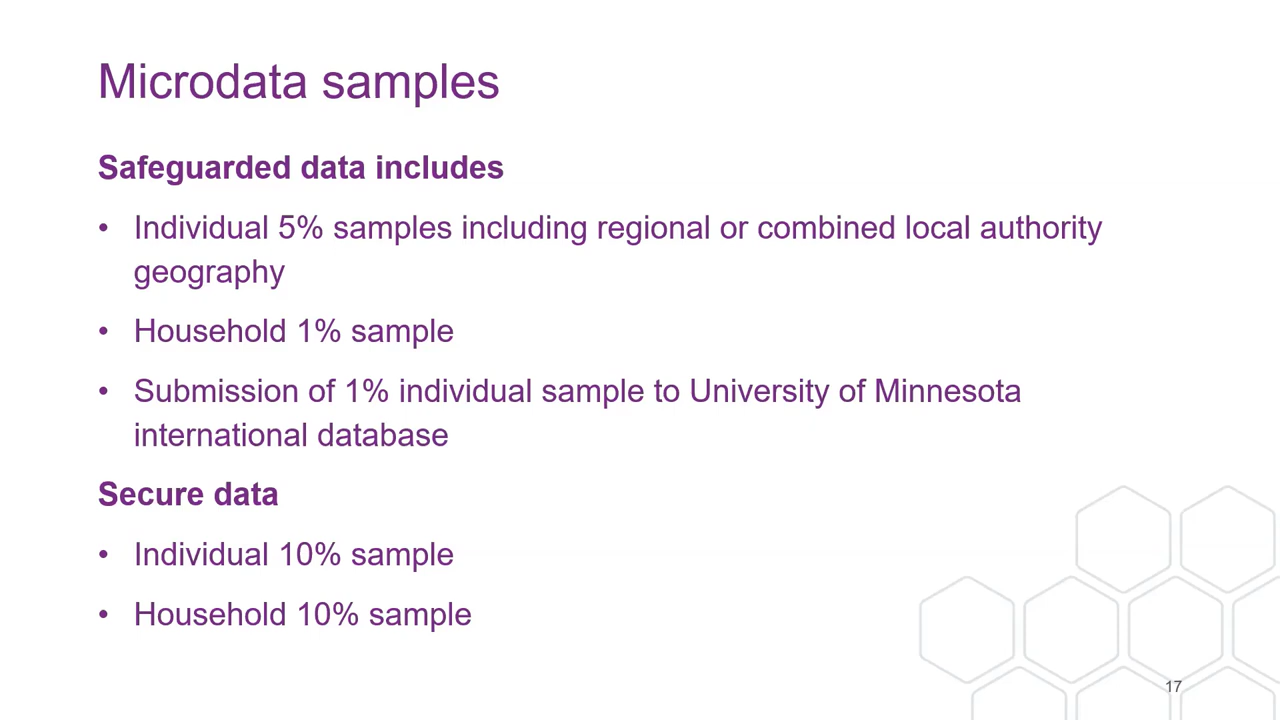 Microdata samples
Safeguarded data includes
• Individual 5% samples including regional or combined local authority
geography
• Household 1% sample
• Submission of 1% individual sample to University of Minnesota
international database
Secure data
• Individual 10% sample
• Household 10% sample
17